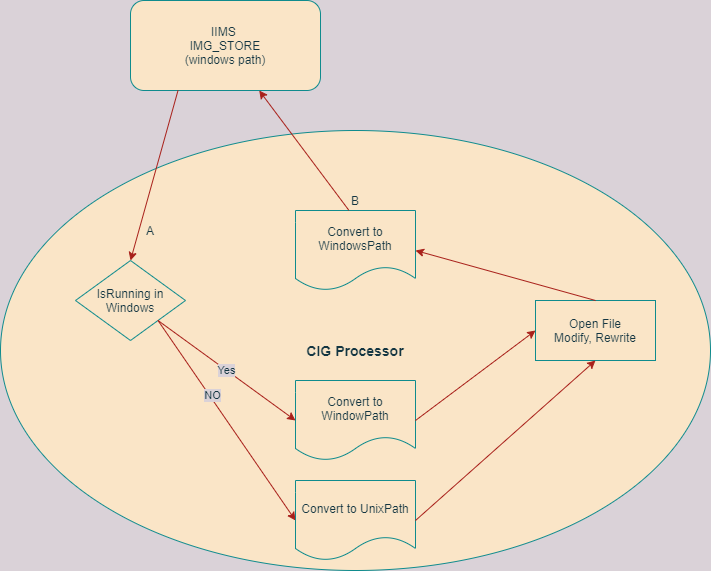 IIMS
IMG_STORE
(windows path)
B
A
Convert to
WindowsPath
IsRunning in
Windows
Open File
Modify, Rewrite
CIG Processor
Yes
NO
Convert to
WindowPath
Convert to UnixPath